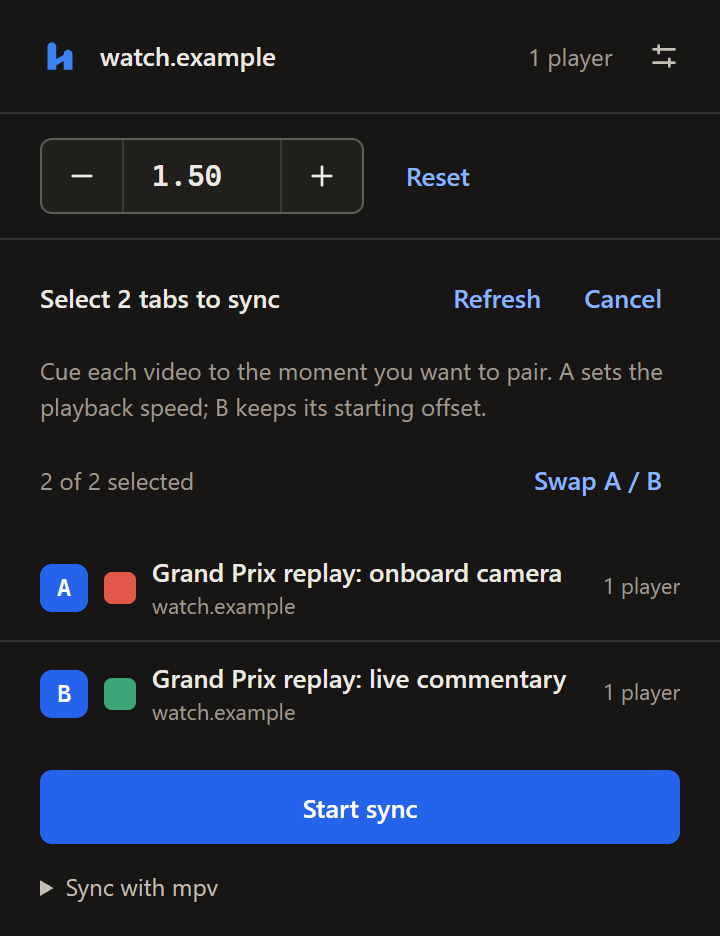 watch.example
1 player
− 1.50 +
Reset
Select 2 tabs to sync
Refresh
Cancel
Cue each video to the moment you want to pair. A sets the
playback speed; B keeps its starting offset.
2 of 2 selected
Swap A / B
A
Grand Prix replay: onboard camera
watch.example
1 player
B
Grand Prix replay: live commentary
watch.example
1 player
Start sync
Sync with mpv